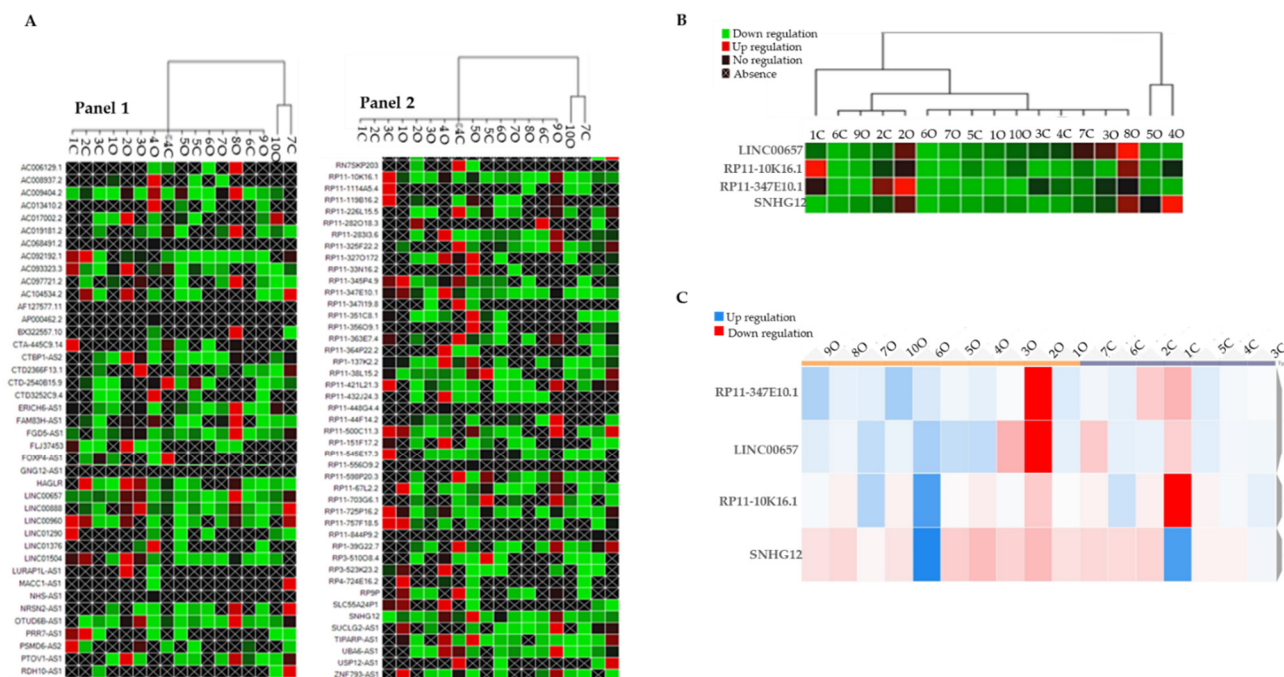 A
Panel 1
1C 2C 1O 2O 3O 4O 4C 5O 5C 6O 7O 8O 6C 9O 10O 7C
AC006129.1
AC008937.2
AC009404.2
AC013410.2
AC017002.2
AC019181.2
AC068491.2
AC092192.1
AC093323.3
AC097721.2
AC104534.2
AF127577.11
AP000462.2
BX322557.10
CTA-445C9.14
CTBP1-AS2
CTD2366F13.1
CTD-2540B15.9
CTD3252C9.4
ERICH6-AS1
FAM83H-AS1
FGD5-AS1
FLJ37453
FOXP4-AS1
GNG12-AS1
HAGLR
LINC00657
LINC00888
LINC00960
LINC01290
LINC01376
LINC01504
LURAP1L-AS1
MACC1-AS1
NHS-AS1
NRSN2-AS1
OTUD6B-AS1
PRR7-AS1
PSMD6-AS2
PTOV1-AS1
RDH10-AS1
Panel 2
RN7SKP203
RP11-10K16.1
RP11-1114A5.4
RP11-119B16.2
RP11-226L15.5
RP11-282O18.3
RP11-283I3.6
RP11-325F22.2
RP11-327O172
RP11-33N16.2
RP11-345P4.9
RP11-347E10.1
RP11-347I19.8
RP11-351C8.1
RP11-356O9.1
RP11-363E7.4
RP11-364P22.2
RP1-137K2.2
RP11-38L15.2
RP11-421L21.3
RP11-432J24.3
RP11-448G4.4
RP11-44F14.2
RP11-500C11.3
RP1-151F17.2
RP11-545E17.3
RP11-556O9.2
RP11-598P20.3
RP11-67L2.2
RP11-703G6.1
RP11-725P16.2
RP11-757F18.5
RP11-844P9.2
RP1-39G22.7
RP3-510O8.4
RP3-523K23.2
RP4-724E16.2
RP9P
SLC55A24P1
SNHG12
SUCLG2-AS1
TIPARP-AS1
UBA6-AS1
USP12-AS1
ZNF793-AS1
B
Down regulation
Up regulation
No regulation
Absence
1C 6C 9O 2C 2O 6O 7O 5C 1O 10O 3C 4C 7C 3O 8O 5O 4O
LINC00657
RP11-10K16.1
RP11-347E10.1
SNHG12
C
Up regulation
Down regulation
9O 8O 7O 10O 6O 5O 4O 3O 2O 1O 7C 6C 2C 1C 5C 4C 3C
RP11-347E10.1
LINC00657
RP11-10K16.1
SNHG12